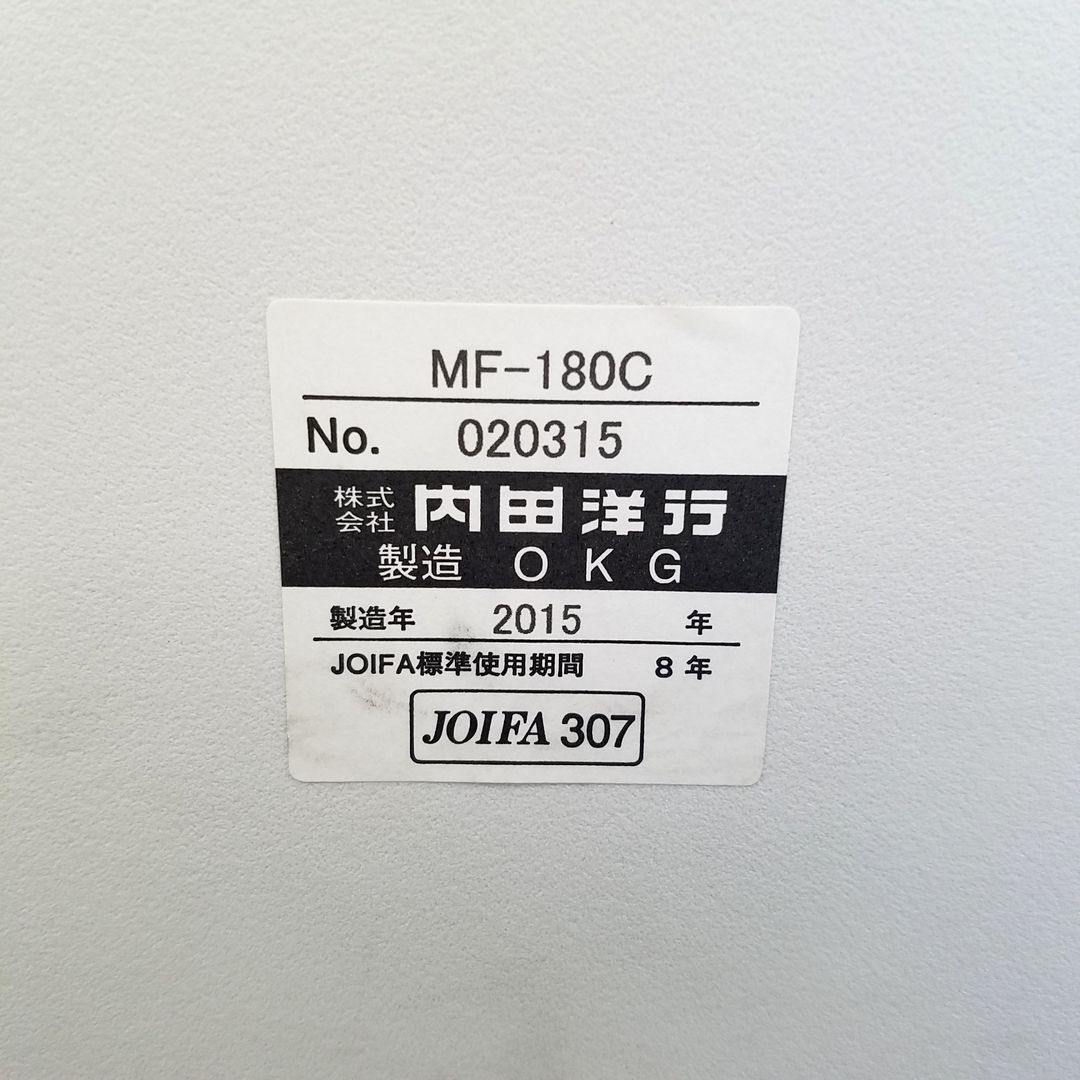 MF-180C
No. 020315
株式会社 内田洋行
製造 OKG
製造年 2015 年
JOIFA標準使用期間 8 年
JOIFA 307